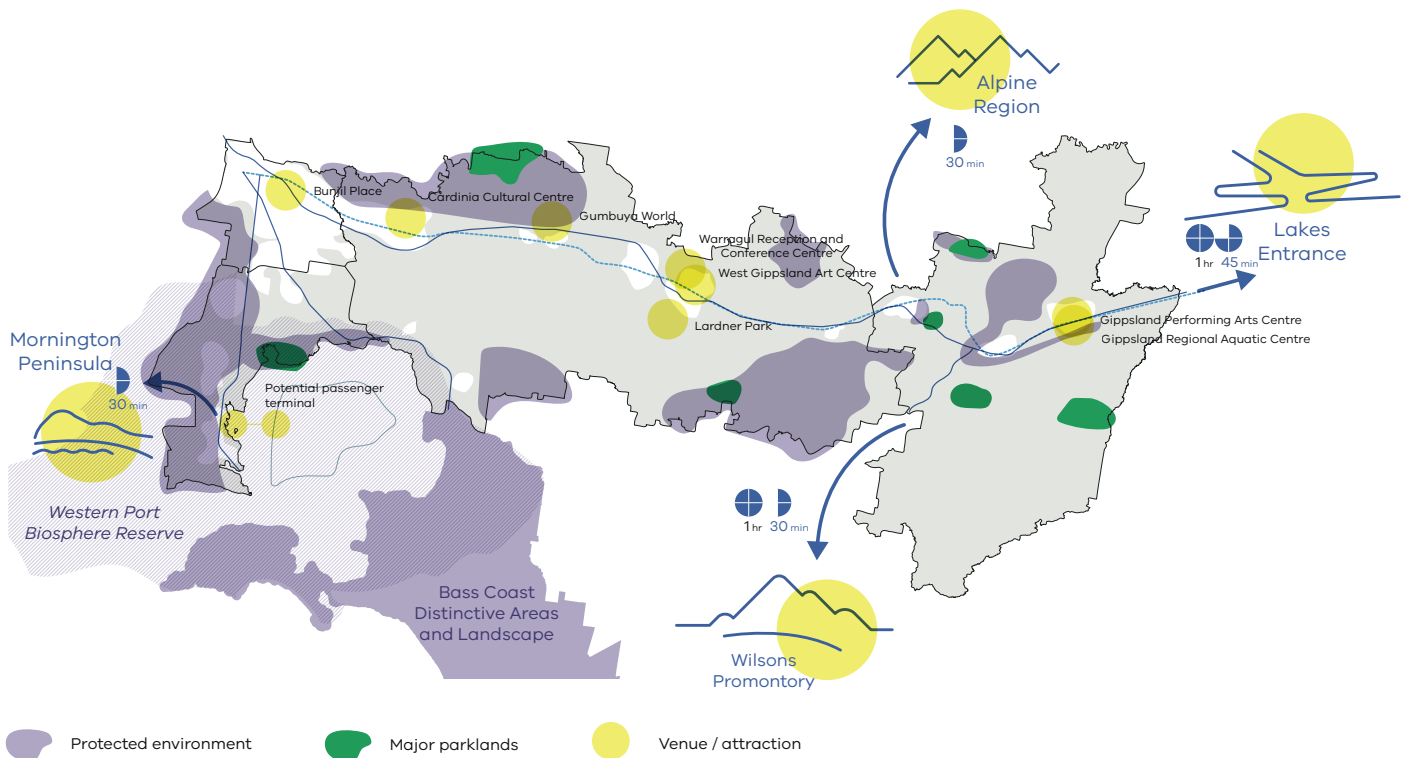 Alpine
Region
30 min
Lakes
Entrance
1 hr 45 min
Bunjil Place
Cardinia Cultural Centre
Gumbuya World
Warragul Reception and
Conference Centre
West Gippsland Art Centre
Lardner Park
Gippsland Performing Arts Centre
Gippsland Regional Aquatic Centre
Mornington
Peninsula
30 min
Potential passenger
terminal
Western Port
Biosphere Reserve
1 hr 30 min
Bass Coast
Distinctive Areas
and Landscape
Wilsons
Promontory
Protected environment
Major parklands
Venue / attraction